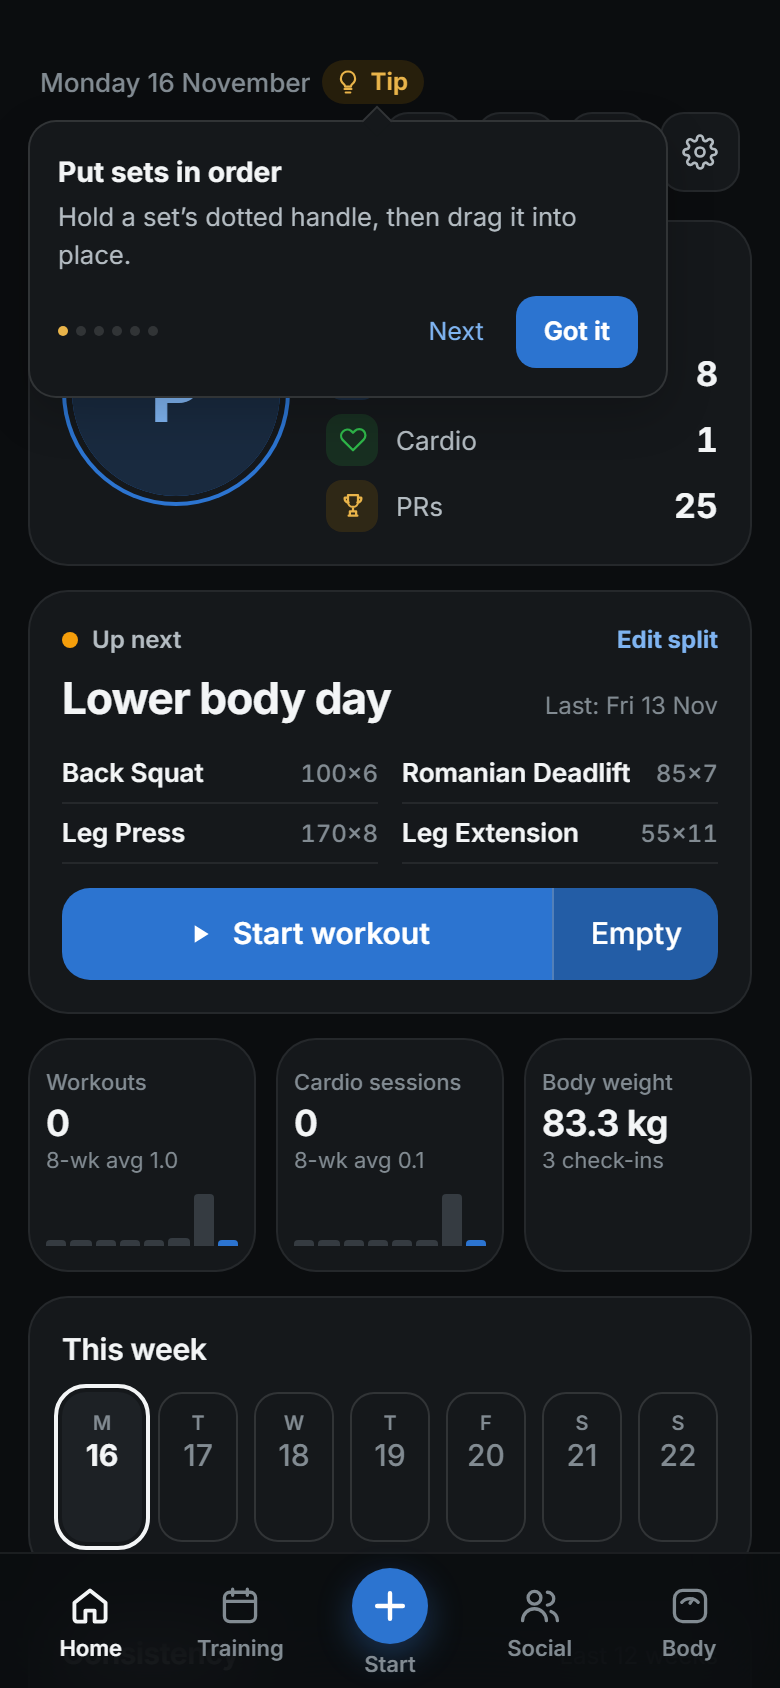 Monday 16 November
Tip
Put sets in order
Hold a set’s dotted handle, then drag it into
place.
Next
Got it
8
Cardio 1
PRs 25
Up next
Edit split
Lower body day
Last: Fri 13 Nov
Back Squat 100×6
Romanian Deadlift 85×7
Leg Press 170×8
Leg Extension 55×11
Start workout
Empty
Workouts
0
8-wk avg 1.0
Cardio sessions
0
8-wk avg 0.1
Body weight
83.3 kg
3 check-ins
This week
M T W T F S S
16 17 18 19 20 21 22
Consistency
Last 12 weeks
Home
Training
Start
Social
Body